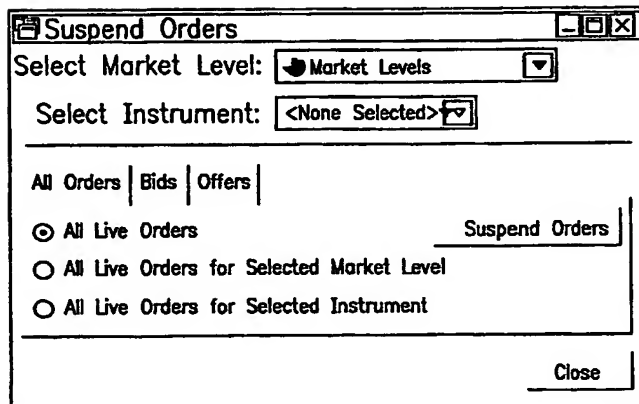 Suspend Orders
Select Market Level: Market Levels
Select Instrument: <None Selected>
All Orders Bids Offers
All Live Orders
Suspend Orders
All Live Orders for Selected Market Level
All Live Orders for Selected Instrument
Close